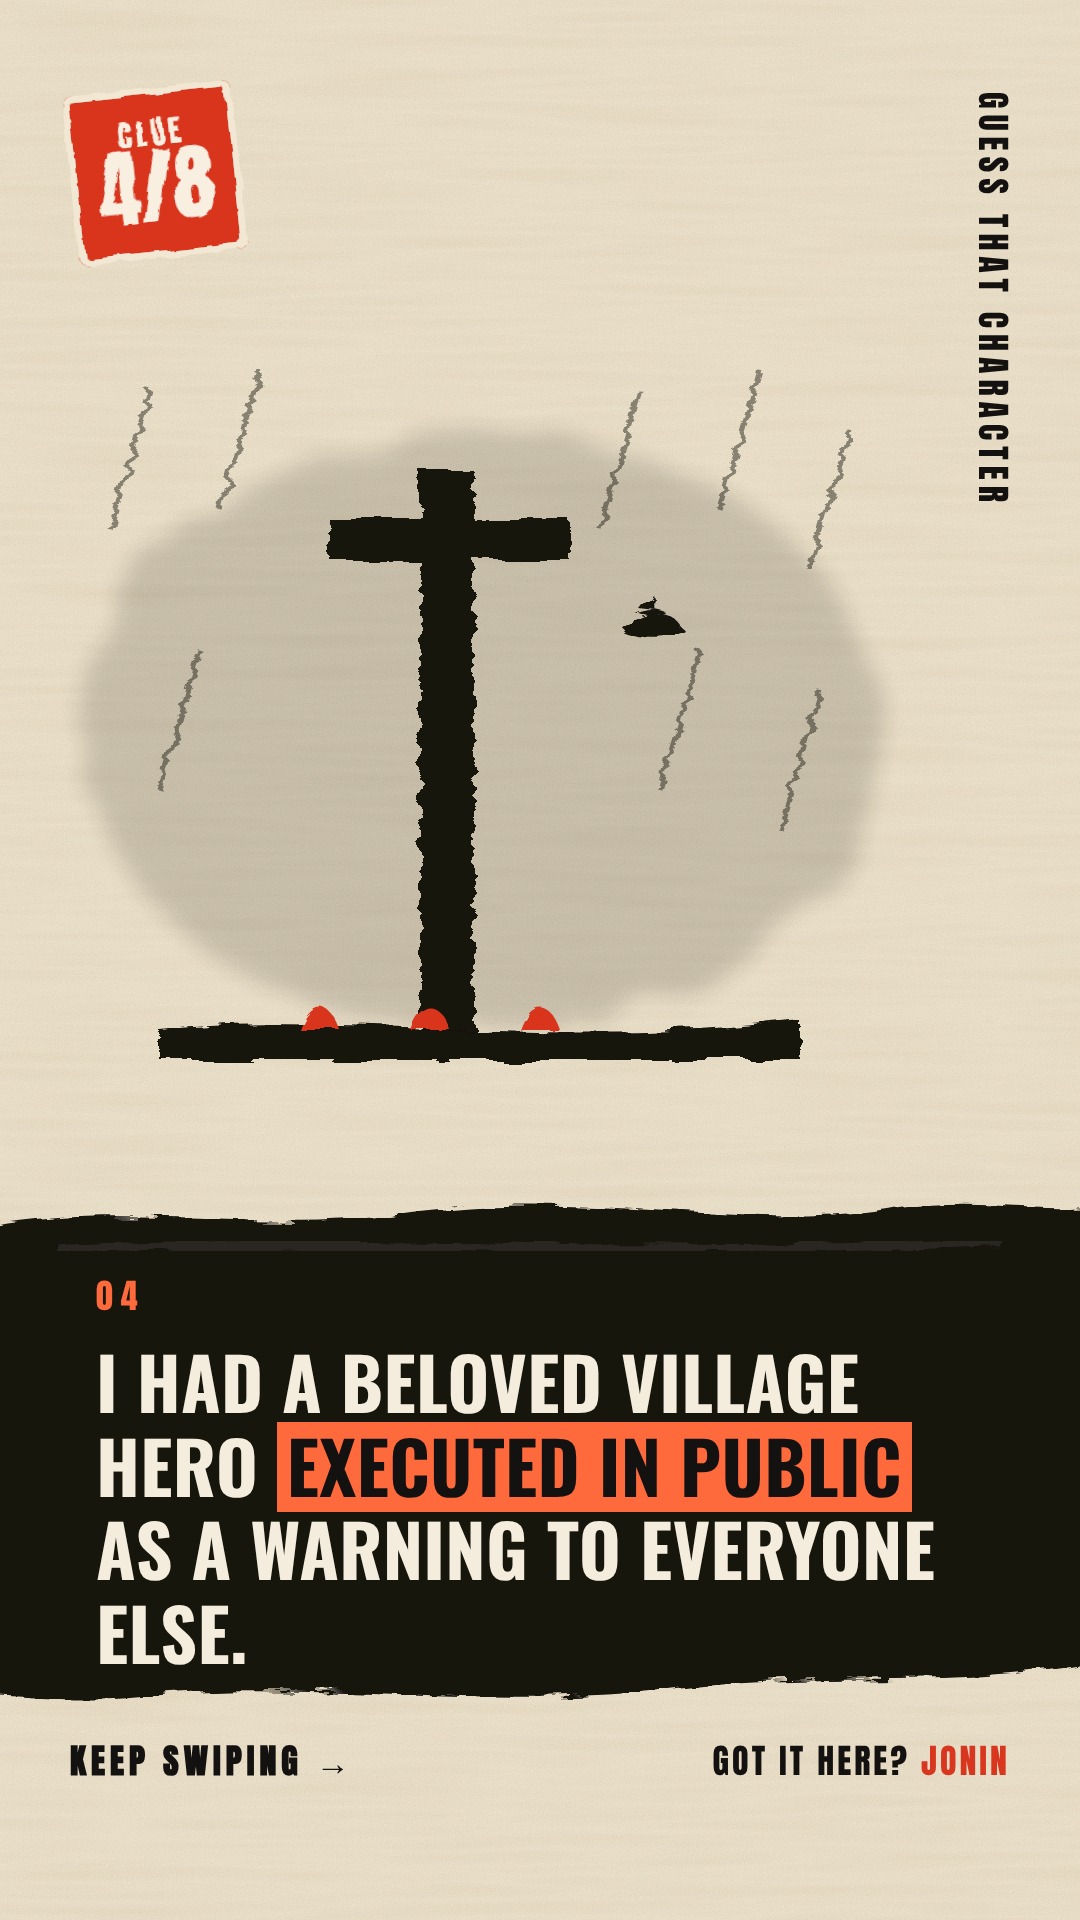 CLUE
4/8
GUESS THAT CHARACTER
04
I HAD A BELOVED VILLAGE
HERO EXECUTED IN PUBLIC
AS A WARNING TO EVERYONE
ELSE.
KEEP SWIPING →
GOT IT HERE? JONIN